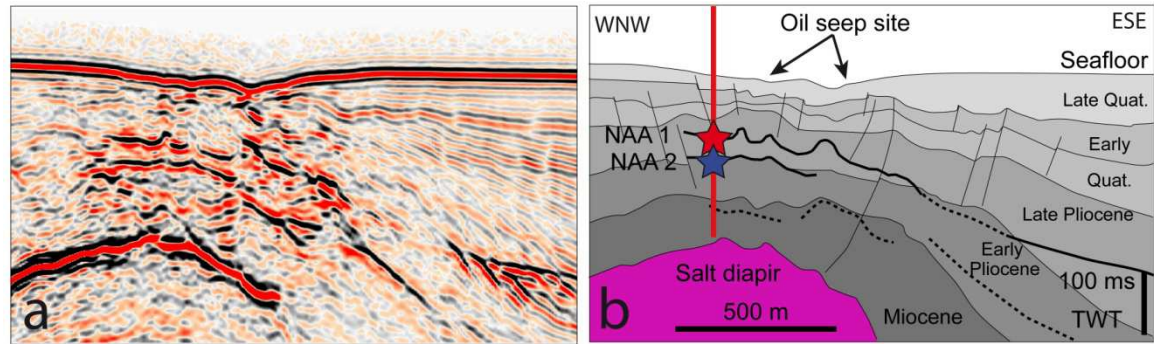 a
WNW
Oil seep site
ESE
Seafloor
Late Quat.
NAA 1
NAA 2
Early
Quat.
Late Pliocene
Early
Pliocene
Salt diapir
500 m
Miocene
100 ms
TWT
b